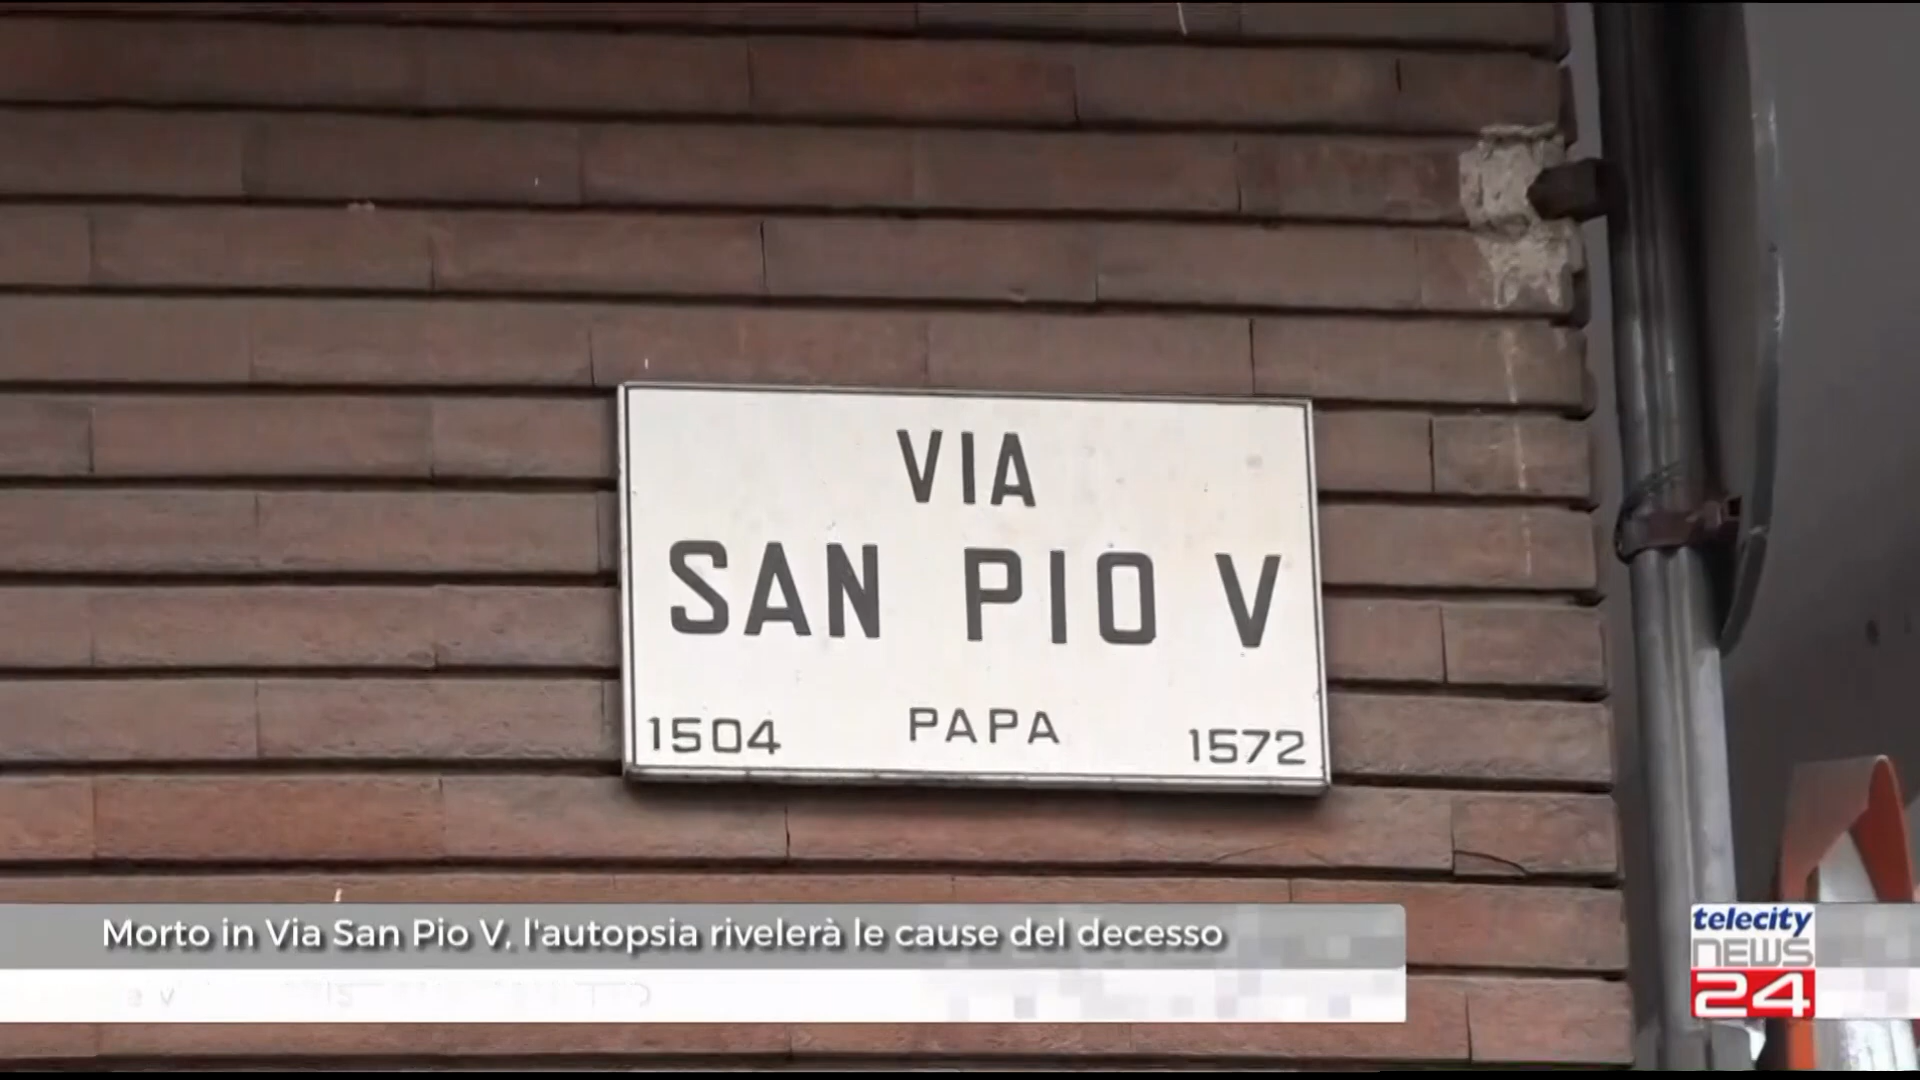 VIA
SAN PIO V
1504 PAPA 1572
Morto in Via San Pio V, l'autopsia rivelerà le cause del decesso
telecity
NEWS
24